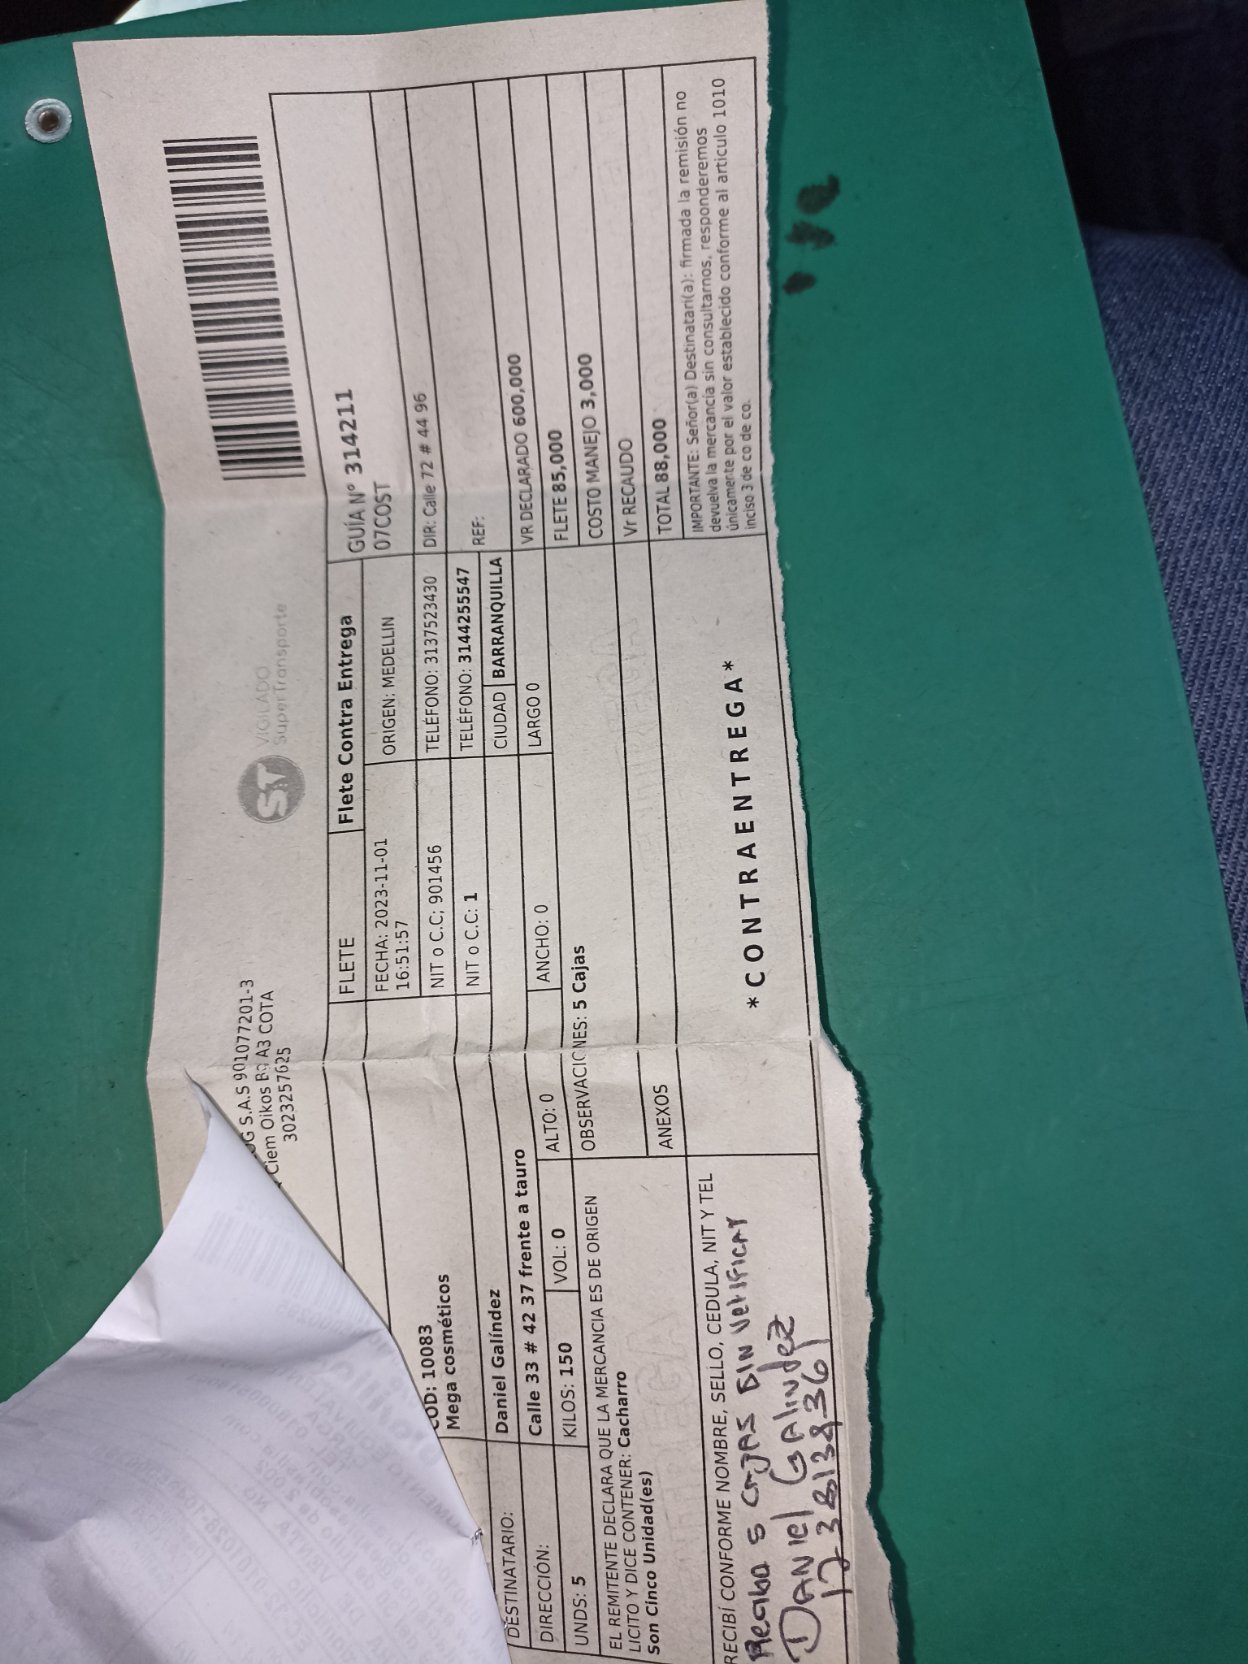 S.A.S 901077201-3
Ciem Oikos A3 COTA
3023257625
ST VIGILADO
SuperTransporte
FLETE Flete Contra Entrega GUÍA Nº 314211
FECHA: 2023-11-01 ORIGEN: MEDELLIN 07COST
16:51:57
COD: 10083 NIT o C.C: 901456 TELÉFONO: 3137523430 DIR: Calle 72 # 44 96
Mega cosméticos
DESTINATARIO: Daniel Galíndez NIT o C.C: 1 TELÉFONO: 3144255547 REF:
DIRECCIÓN: Calle 33 # 42 37 frente a tauro CIUDAD BARRANQUILLA
UNDS: 5 KILOS: 150 VOL: 0 ALTO: 0 ANCHO: 0 LARGO 0 VR DECLARADO 600,000
EL REMITENTE DECLARA QUE LA MERCANCIA ES DE ORIGEN
LICITO Y DICE CONTENER: Cacharro
Son Cinco Unidad(es)
OBSERVACIONES: 5 Cajas
FLETE 85,000
COSTO MANEJO 3,000
Vr RECAUDO
ANEXOS
TOTAL 88,000
RECIBÍ CONFORME NOMBRE, SELLO, CEDULA, NIT Y TEL
Recibo 5 cajas sin verificar
Daniel Galindez
* C O N T R A E N T R E G A *
IMPORTANTE: Señor(a) Destinatari(a): firmada la remisión no
devuelva la mercancía sin consultarnos, responderemos
únicamente por el valor establecido conforme al articulo 1010
inciso 3 de co de co.